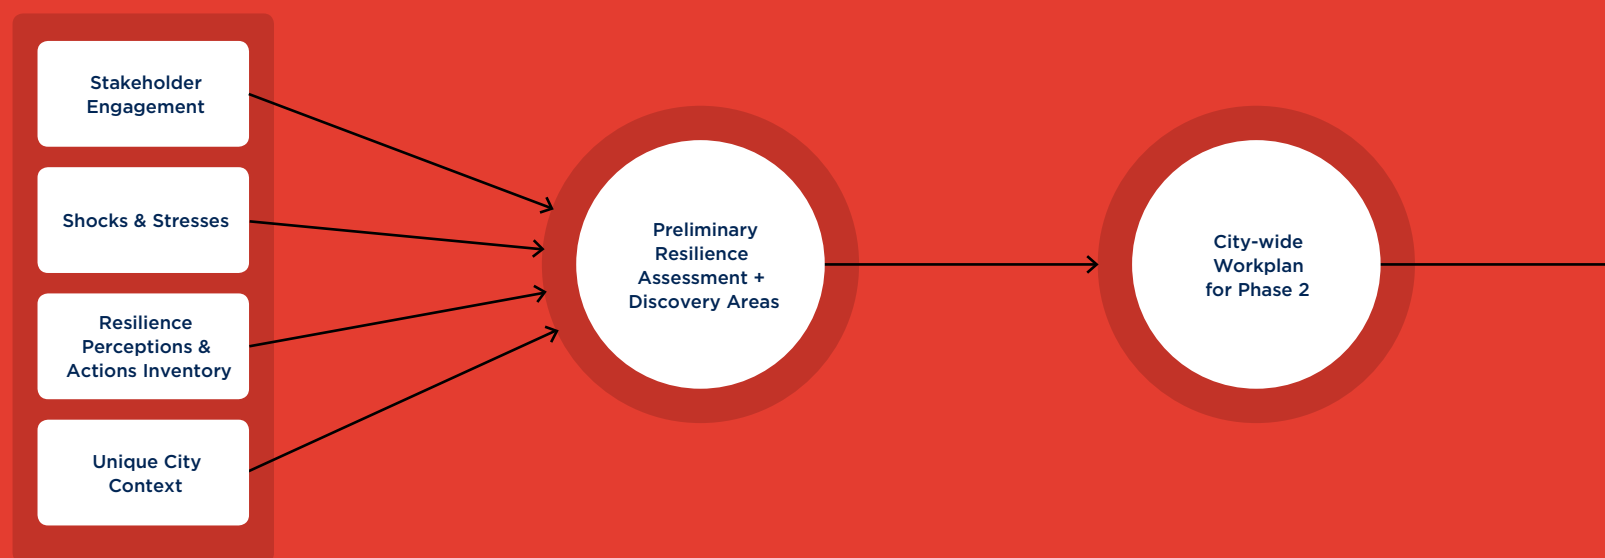 Stakeholder
Engagement
Shocks & Stresses
Resilience
Perceptions &
Actions Inventory
Unique City
Context
Preliminary
Resilience
Assessment +
Discovery Areas
City-wide
Workplan
for Phase 2